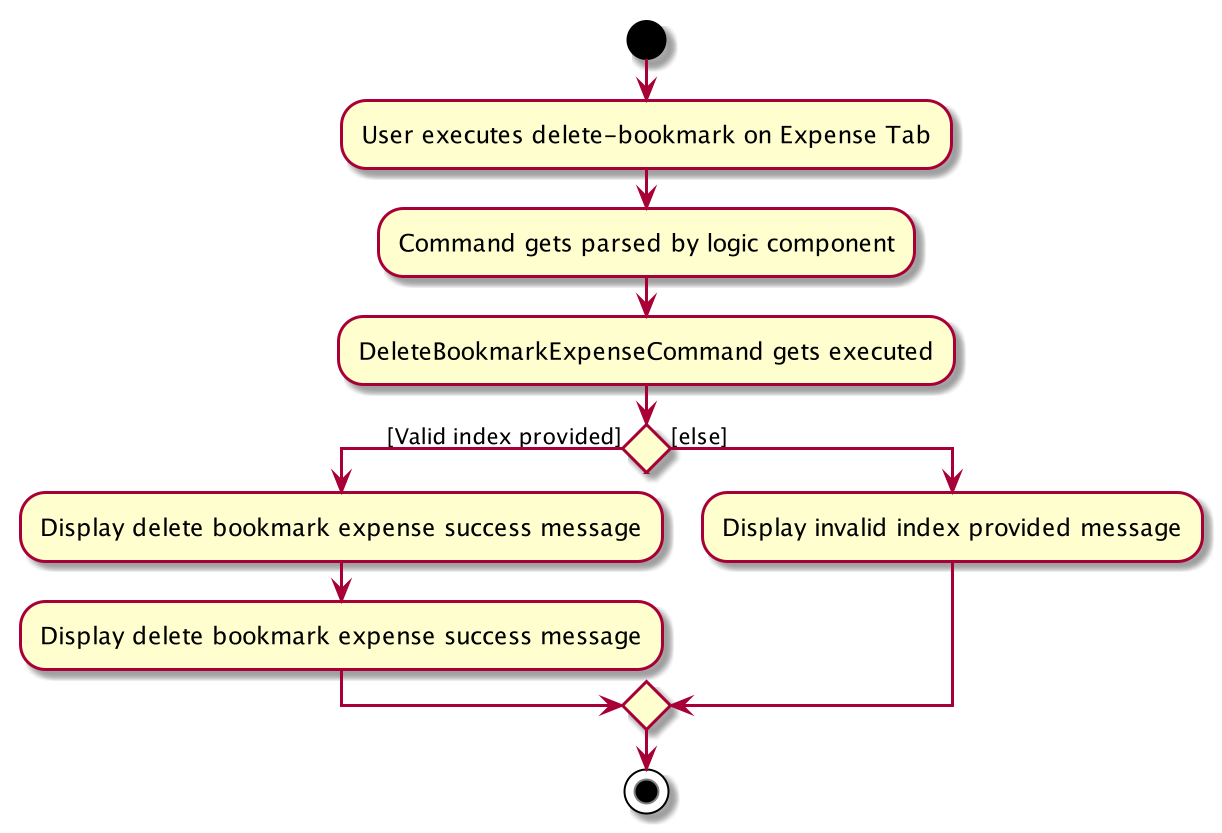 User executes delete-bookmark on Expense Tab
Command gets parsed by logic component
DeleteBookmarkExpenseCommand gets executed
[Valid index provided]
[else]
Display delete bookmark expense success message
Display invalid index provided message
Display delete bookmark expense success message